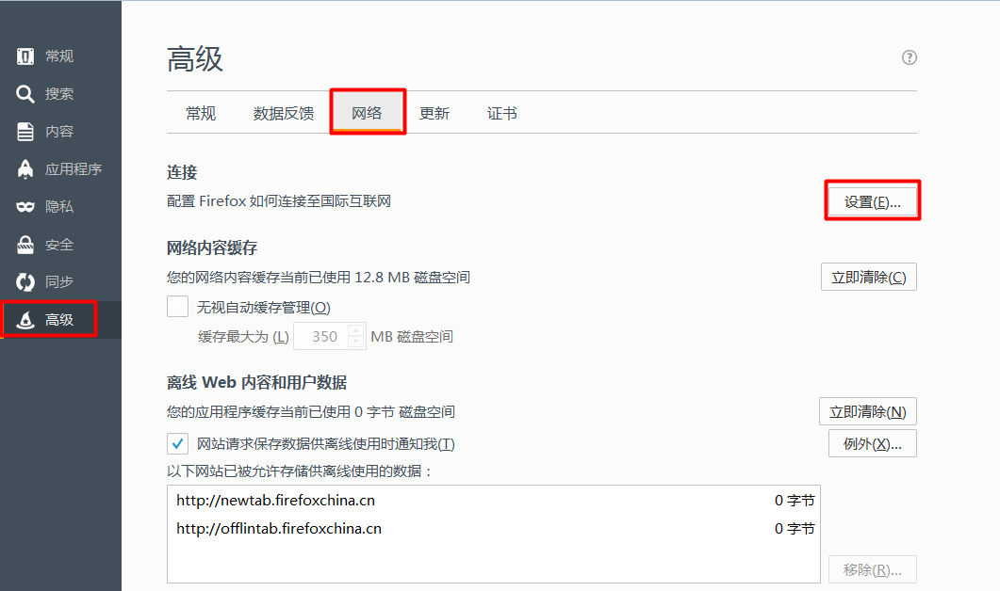 常规
搜索
内容
应用程序
隐私
安全
同步
高级
高级
常规 数据反馈 网络 更新 证书
连接
配置 Firefox 如何连接至国际互联网 设置(E)...
网络内容缓存
您的网络内容缓存当前已使用 12.8 MB 磁盘空间 立即清除(C)
无视自动缓存管理(O)
缓存最大为 (L) 350 MB 磁盘空间
离线 Web 内容和用户数据
您的应用程序缓存当前已使用 0 字节 磁盘空间 立即清除(N)
网站请求保存数据供离线使用时通知我(T) 例外(X)...
以下网站已被允许存储供离线使用的数据：
http://newtab.firefoxchina.cn 0 字节
http://offlintab.firefoxchina.cn 0 字节
移除(R)...